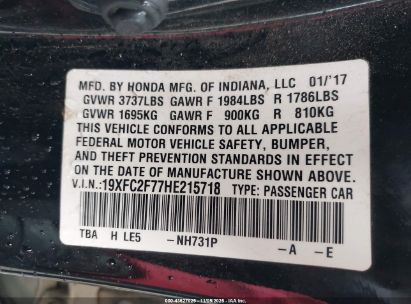 MFD. BY HONDA MFG. OF INDIANA, LLC 01/'17
GVWR 3737LBS GAWR F 1984LBS R 1786LBS
GVWR 1695KG GAWR F 900KG R 810KG
THIS VEHICLE CONFORMS TO ALL APPLICABLE
FEDERAL MOTOR VEHICLE SAFETY, BUMPER,
AND THEFT PREVENTION STANDARDS IN EFFECT
ON THE DATE OF MANUFACTURE SHOWN ABOVE.
V.I.N.: 19XFC2F77HE215718 TYPE: PASSENGER CAR
TBA H LE5 -NH731P -A -E